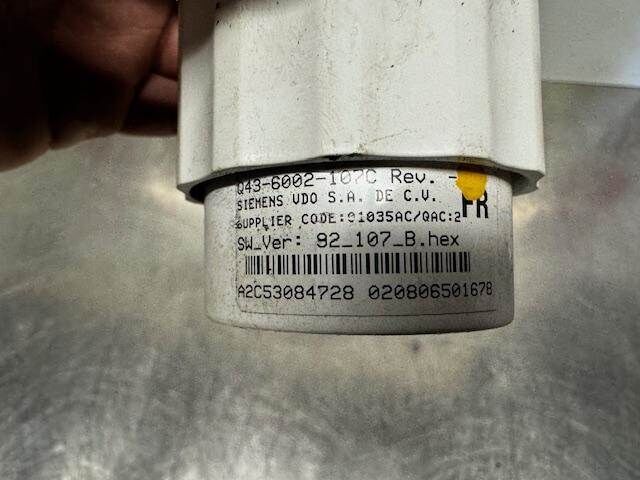 Q43-6002-107C Rev. -
SIEMENS VDO S.A. DE C.V.
SUPPLIER CODE:91035AC/QAC:2
FR
SW_Ver: 92_107_B.hex
A2C53084728 020806501678